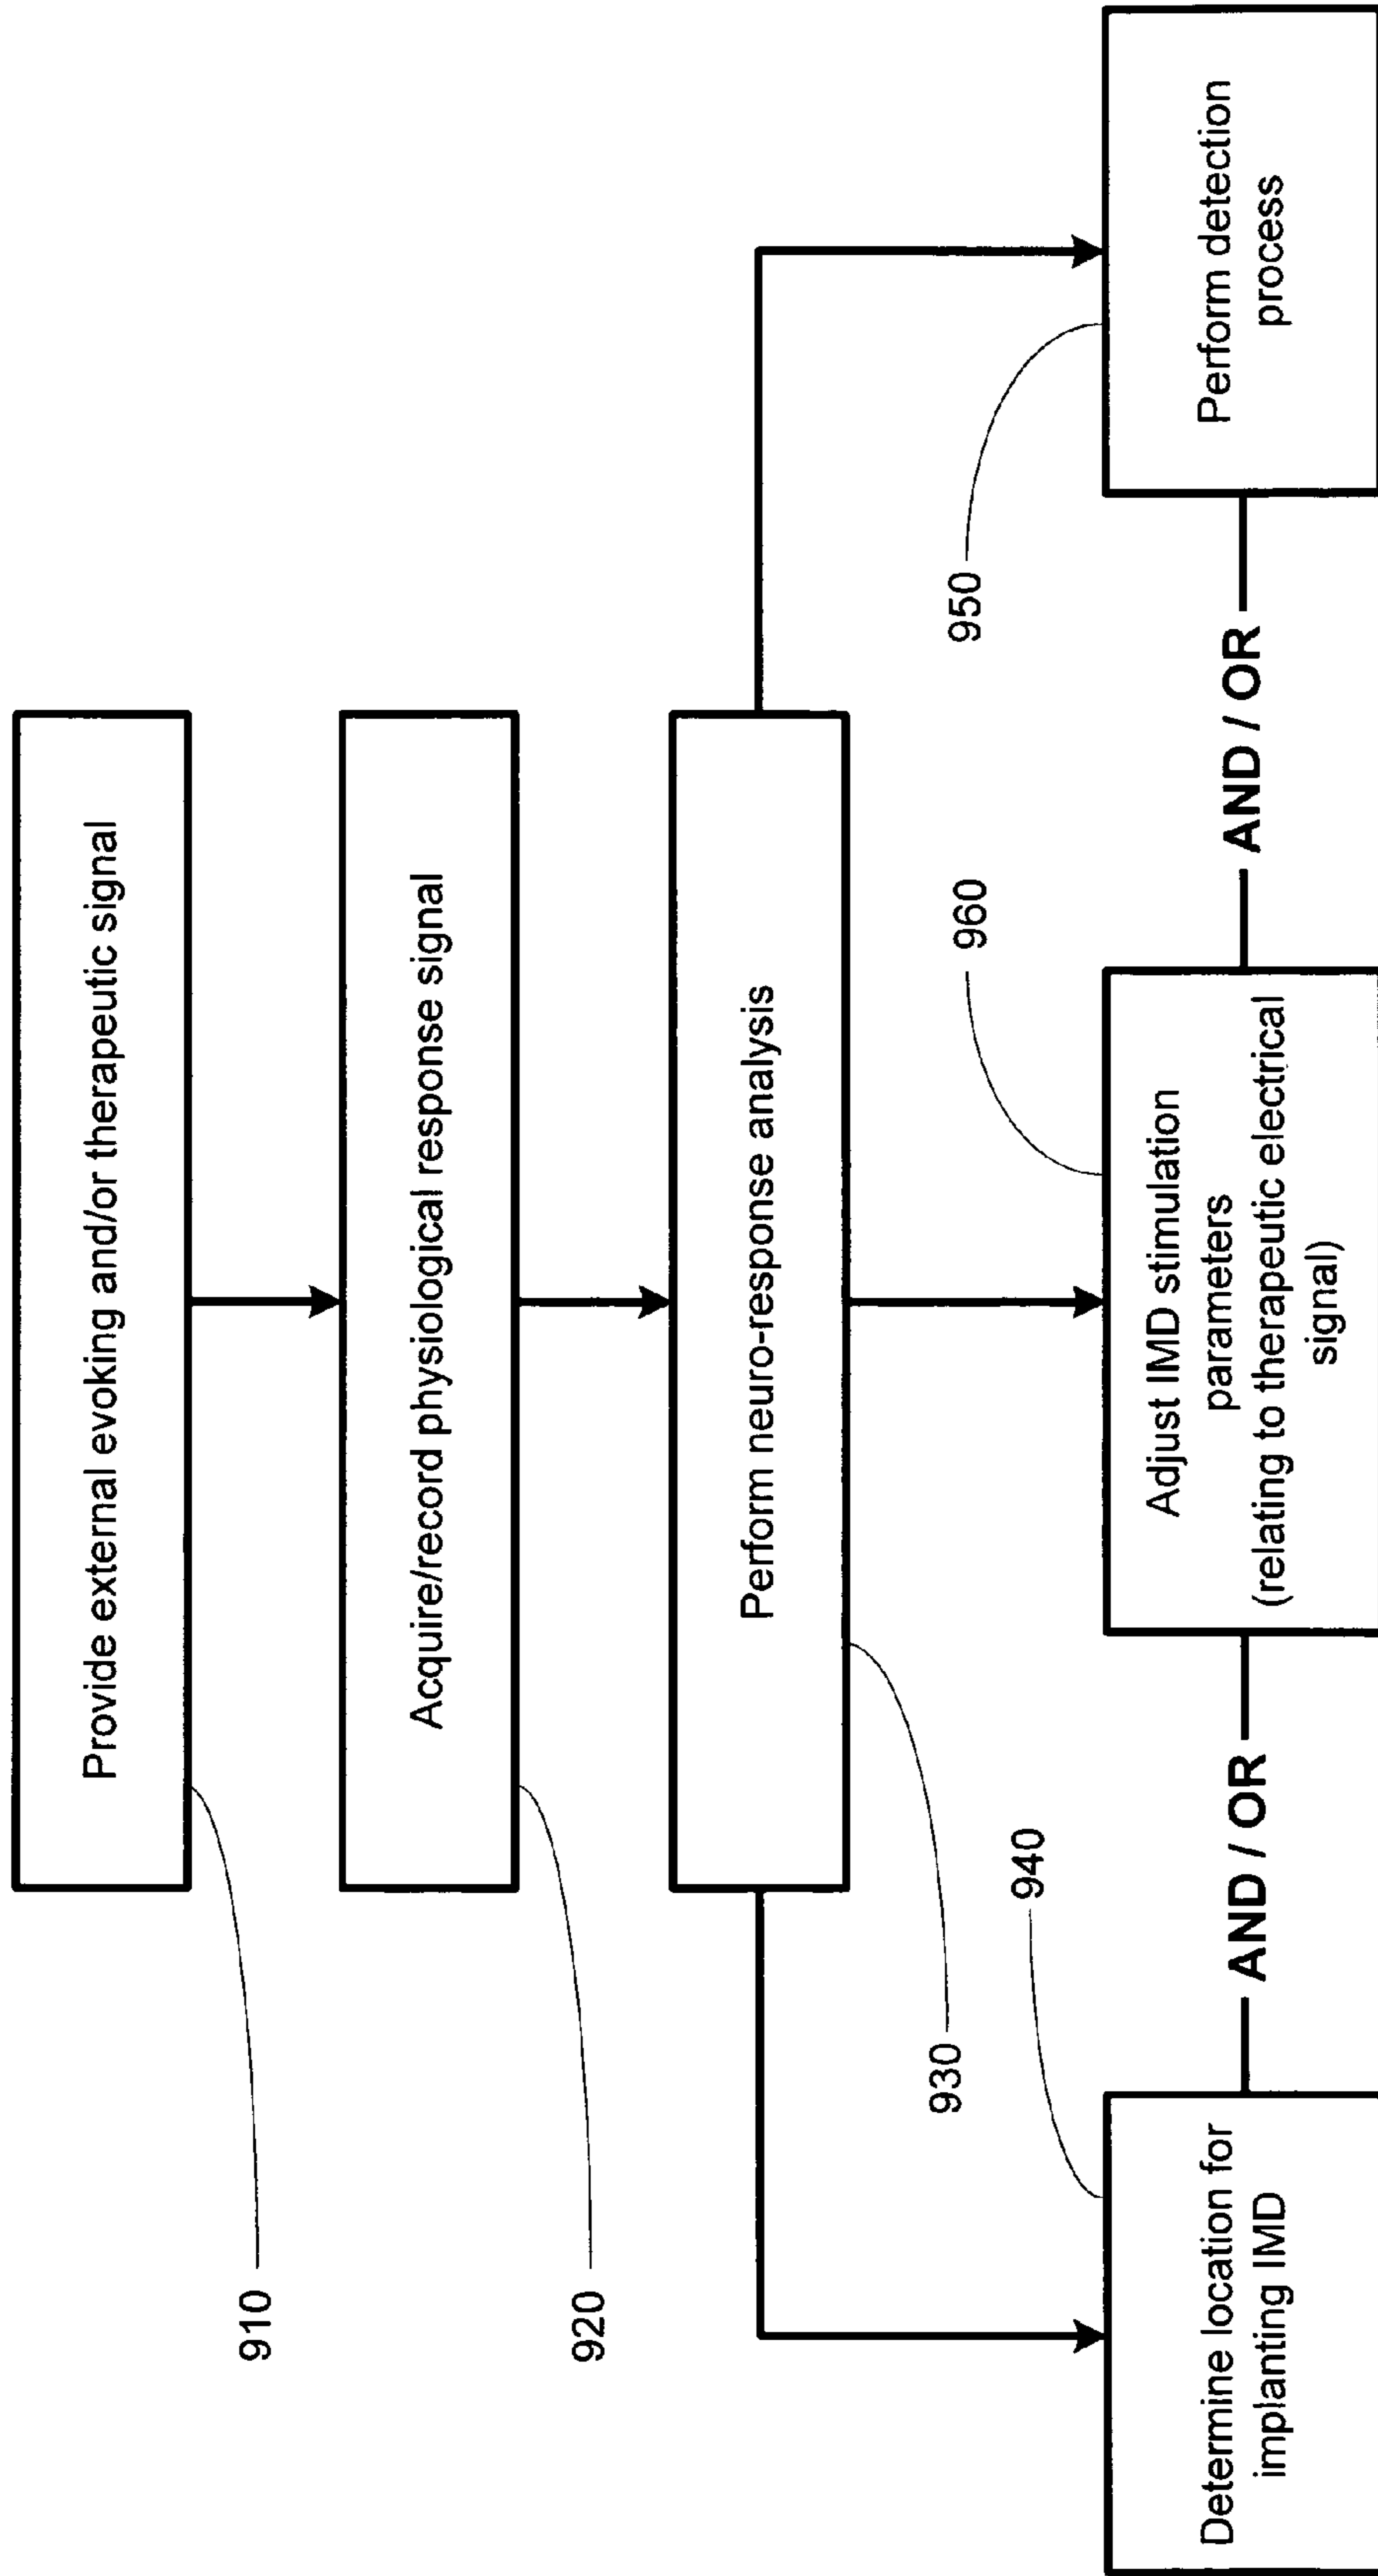 Provide external evoking and/or therapeutic signal
910
Acquire/record physiological response signal
920
Perform neuro-response analysis
930
940
960
950
Determine location for
implanting IMD
AND / OR
Adjust IMD stimulation
parameters
(relating to therapeutic electrical
signal)
AND / OR
Perform detection
process